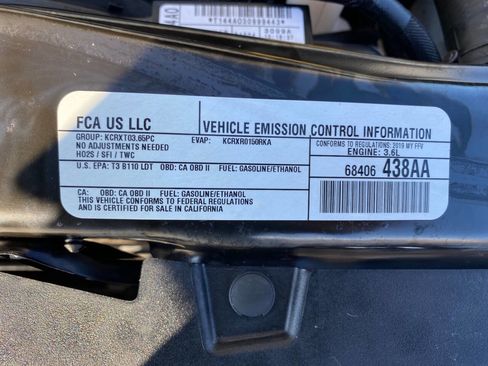 *T144A030899443*
3099A
FCA US LLC
VEHICLE EMISSION CONTROL INFORMATION
GROUP: KCRXT03.65PC
EVAP: KCRXR0150RKA
NO ADJUSTMENTS NEEDED
HO2S / SFI / TWC
CONFORMS TO REGULATIONS: 2019 MY FFV
ENGINE: 3.6L
U.S. EPA: T3 B110 LDT OBD: CA OBD II FUEL: GASOLINE/ETHANOL
68406 438AA
CA: OBD: CA OBD II FUEL: GASOLINE/ETHANOL
THIS VEHICLE CONFORMS TO FEDERAL REGULATIONS
AND IS CERTIFIED FOR SALE IN CALIFORNIA